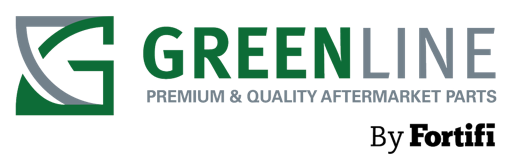 GREENLINE
PREMIUM & QUALITY AFTERMARKET PARTS
By Fortifi